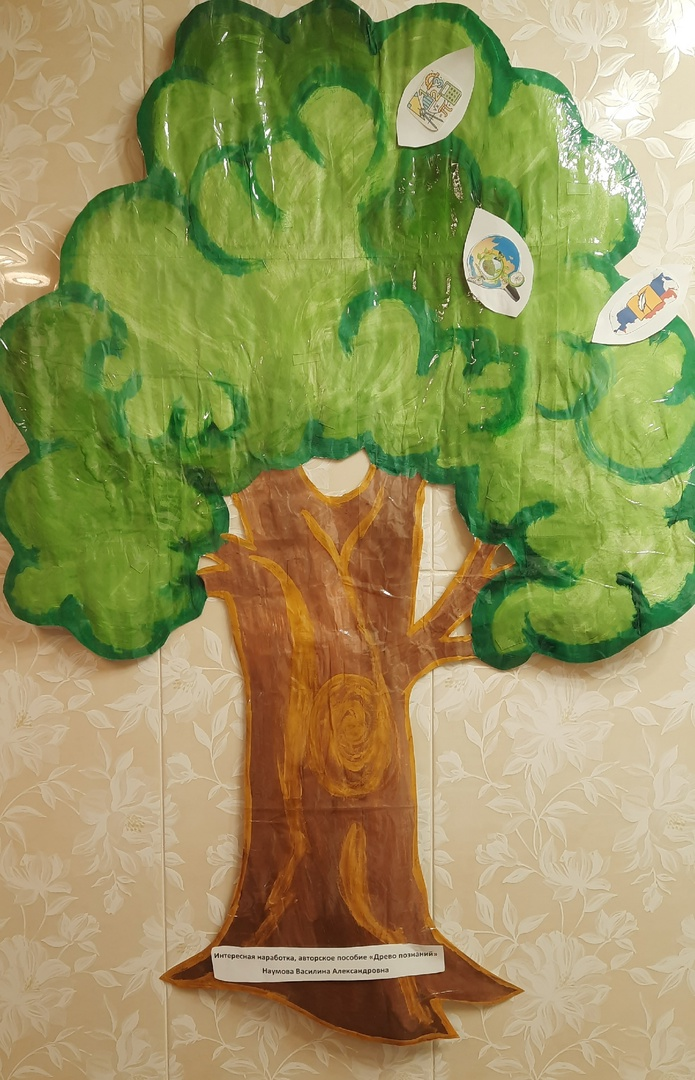 Интересная наработка, авторское пособие «Древо познаний»
Наумова Василина Александровна